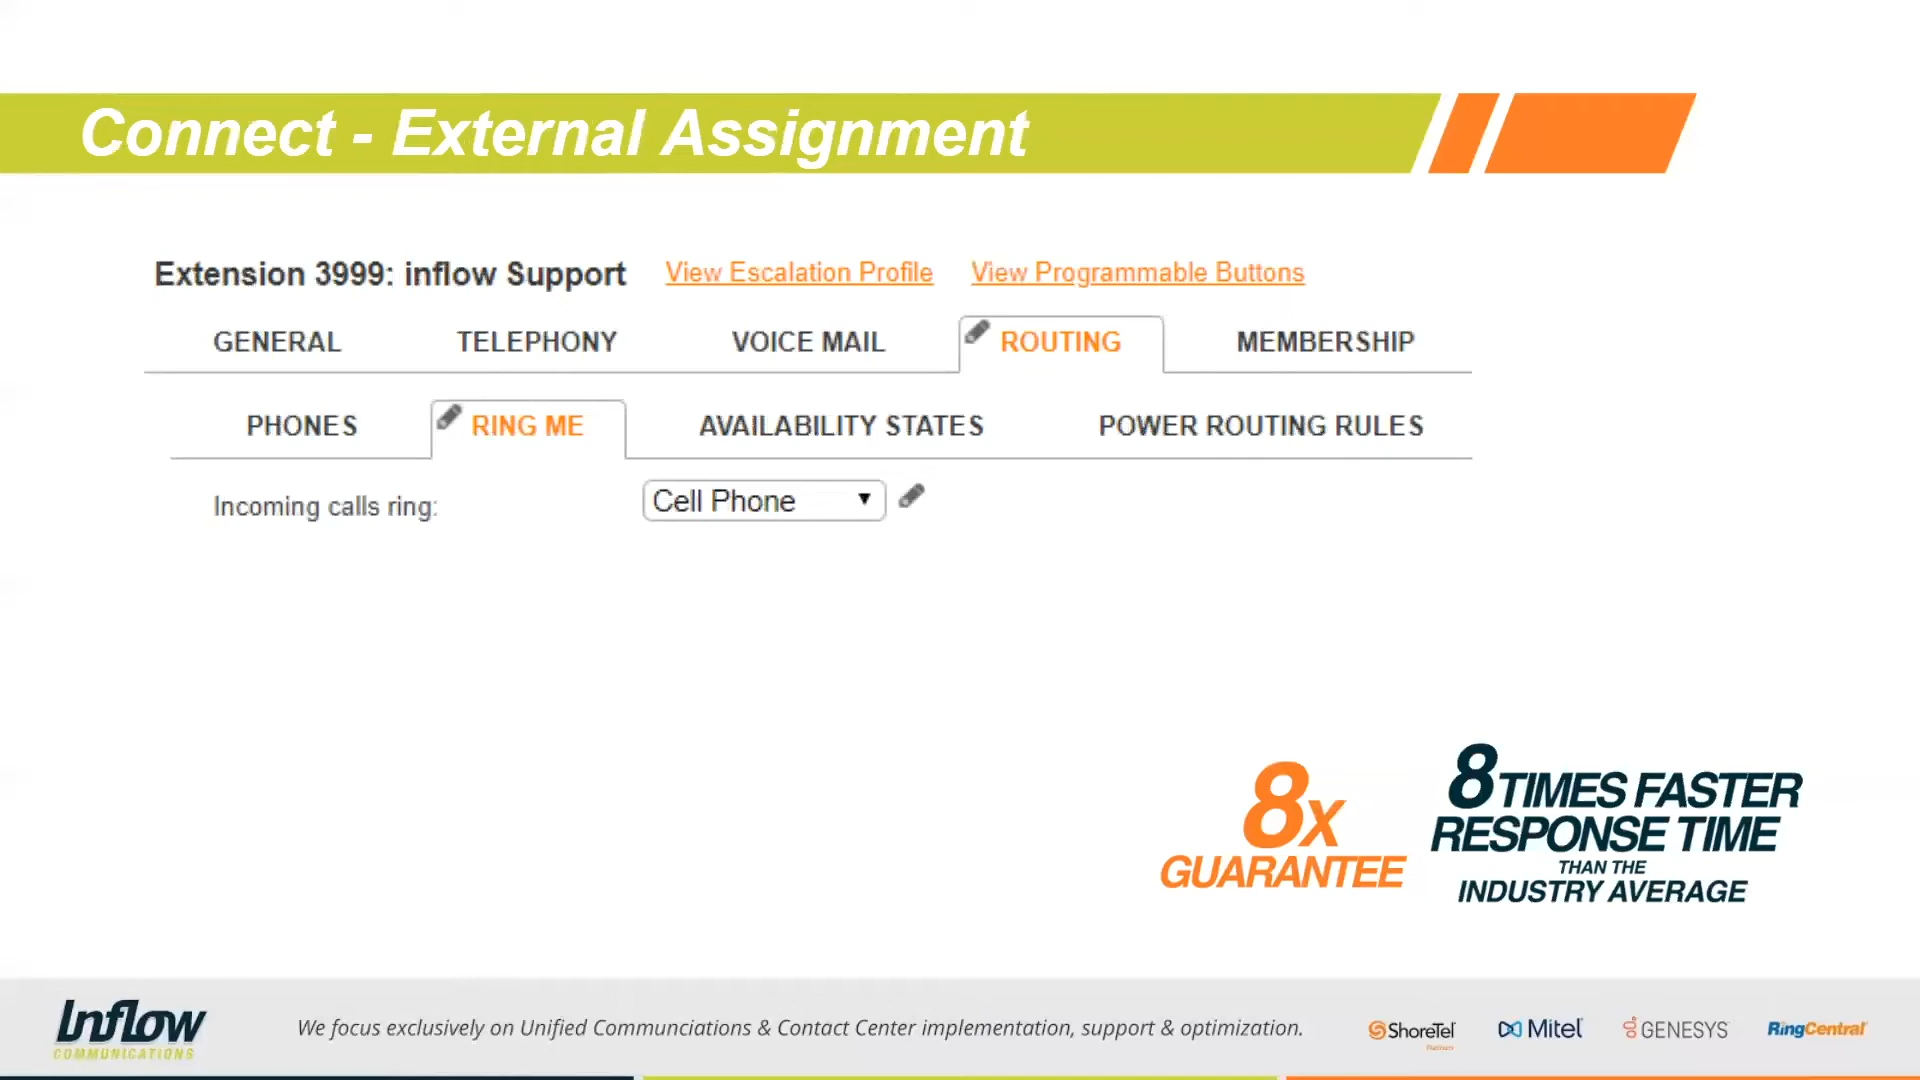 Connect - External Assignment
Extension 3999: inflow Support View Escalation Profile View Programmable Buttons
GENERAL TELEPHONY VOICE MAIL ROUTING MEMBERSHIP
PHONES RING ME AVAILABILITY STATES POWER ROUTING RULES
Incoming calls ring: Cell Phone
8x
GUARANTEE
8 TIMES FASTER
RESPONSE TIME
THAN THE
INDUSTRY AVERAGE
Inflow
COMMUNICATIONS
We focus exclusively on Unified Communciations & Contact Center implementation, support & optimization.
ShoreTel
Mitel
GENESYS
RingCentral